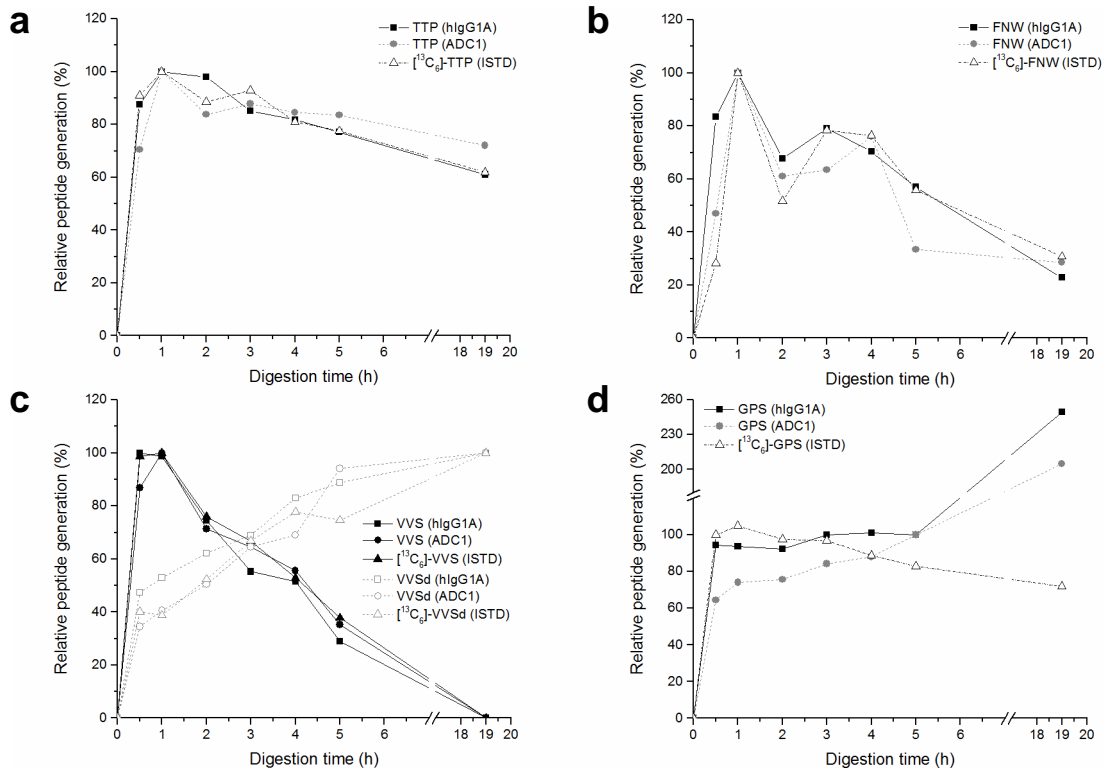 a
TTP (hIgG1A)
TTP (ADC1)
[¹³C₆]-TTP (ISTD)
Relative peptide generation (%)
120
100
80
60
40
20
0
0 1 2 3 4 5 6 18 19 20
Digestion time (h)
b
FNW (hIgG1A)
FNW (ADC1)
[¹³C₆]-FNW (ISTD)
Relative peptide generation (%)
120
100
80
60
40
20
0
0 1 2 3 4 5 6 18 19 20
Digestion time (h)
c
VVS (hIgG1A)
VVS (ADC1)
[¹³C₆]-VVS (ISTD)
VVSd (hIgG1A)
VVSd (ADC1)
[¹³C₆]-VVSd (ISTD)
Relative peptide generation (%)
120
100
80
60
40
20
0
0 1 2 3 4 5 6 18 19 20
Digestion time (h)
d
GPS (hIgG1A)
GPS (ADC1)
[¹³C₆]-GPS (ISTD)
Relative peptide generation (%)
260
240
200
100
80
60
40
20
0
0 1 2 3 4 5 6 18 19 20
Digestion time (h)